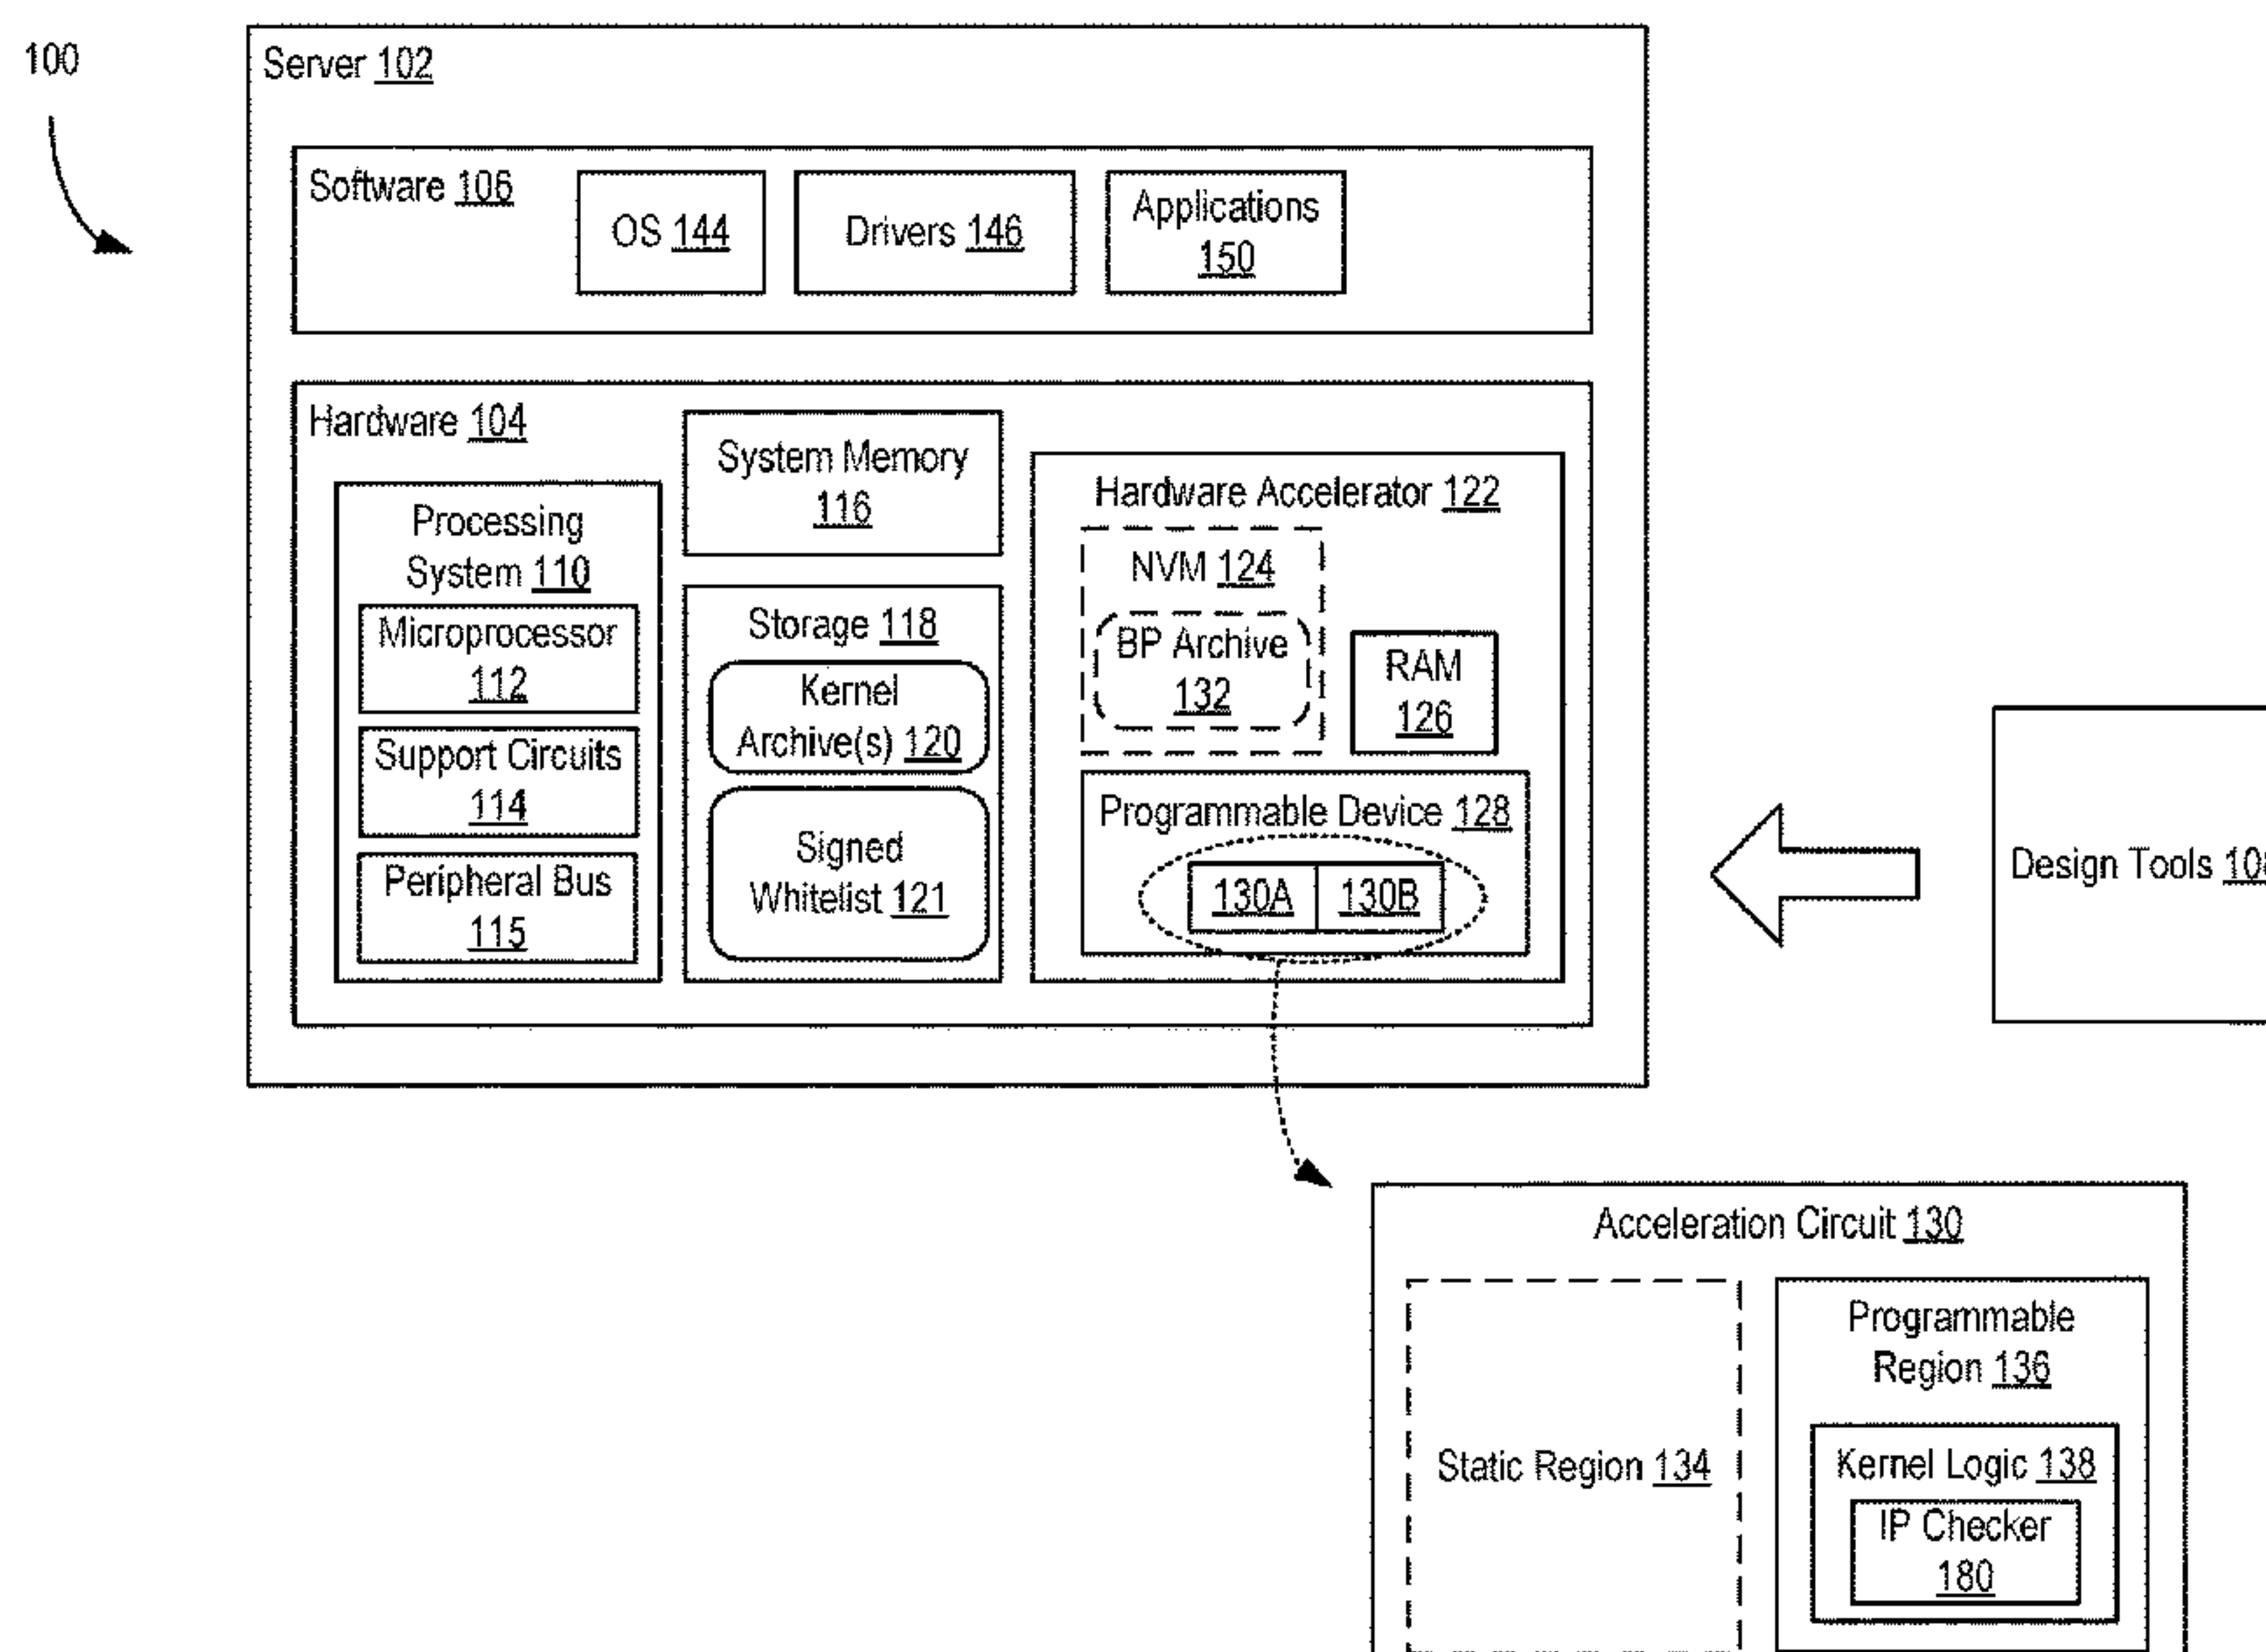 100
Server 102
Software 106
OS 144
Drivers 146
Applications
150
Hardware 104
Processing
System 110
Microprocessor
112
Support Circuits
114
Peripheral Bus
115
System Memory
116
Storage 118
Kernel
Archive(s) 120
Signed
Whitelist 121
Hardware Accelerator 122
NVM 124
BP Archive
132
RAM
126
Programmable Device 128
130A
130B
Design Tools
Acceleration Circuit 130
Static Region 134
Programmable
Region 136
Kernel Logic 138
IP Checker
180